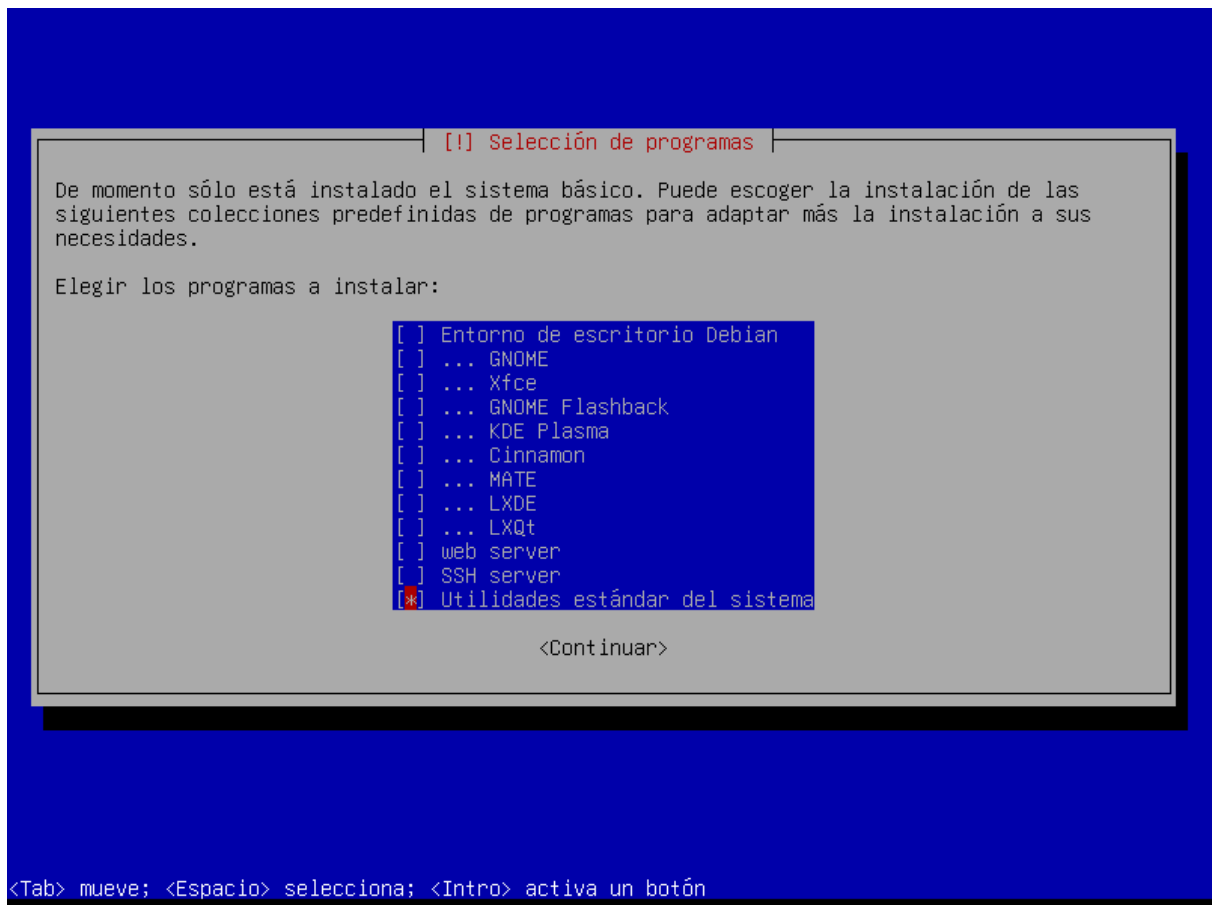 [!] Selección de programas
De momento sólo está instalado el sistema básico. Puede escoger la instalación de las
siguientes colecciones predefinidas de programas para adaptar más la instalación a sus
necesidades.
Elegir los programas a instalar:
[ ] Entorno de escritorio Debian
[ ] ... GNOME
[ ] ... Xfce
[ ] ... GNOME Flashback
[ ] ... KDE Plasma
[ ] ... Cinnamon
[ ] ... MATE
[ ] ... LXDE
[ ] ... LXQt
[ ] web server
[ ] SSH server
[*] Utilidades estándar del sistema
<Continuar>
<Tab> mueve; <Espacio> selecciona; <Intro> activa un botón